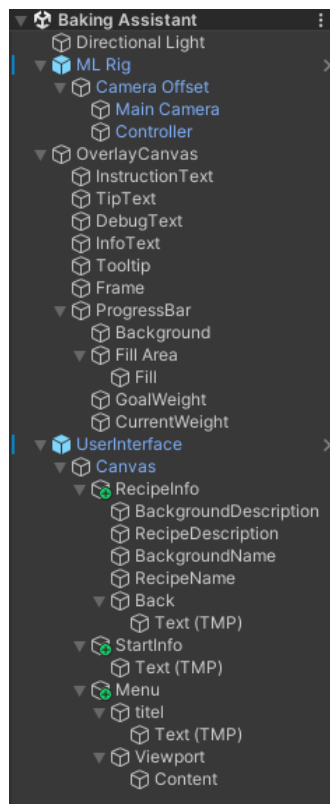 Baking Assistant
Directional Light
ML Rig
Camera Offset
Main Camera
Controller
OverlayCanvas
InstructionText
TipText
DebugText
InfoText
Tooltip
Frame
ProgressBar
Background
Fill Area
Fill
GoalWeight
CurrentWeight
UserInterface
Canvas
RecipeInfo
BackgroundDescription
RecipeDescription
BackgroundName
RecipeName
Back
Text (TMP)
StartInfo
Text (TMP)
Menu
titel
Text (TMP)
Viewport
Content